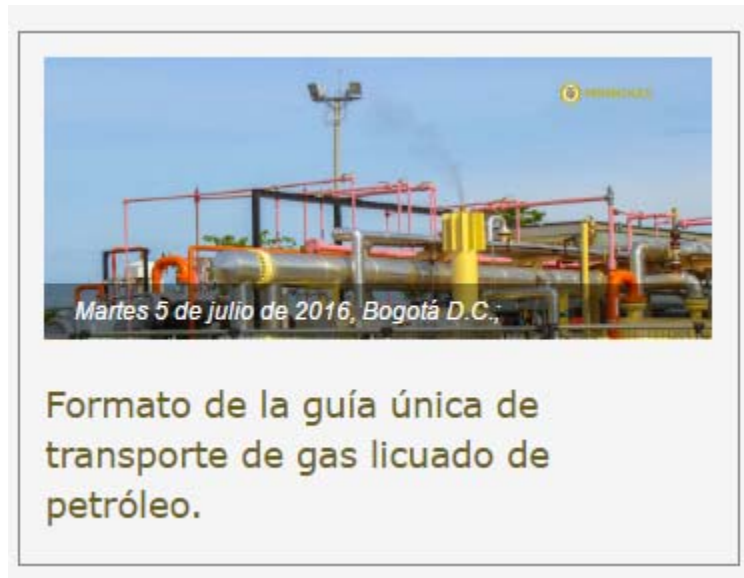 Martes 5 de julio de 2016, Bogotá D.C.;
Formato de la guía única de
transporte de gas licuado de
petróleo.